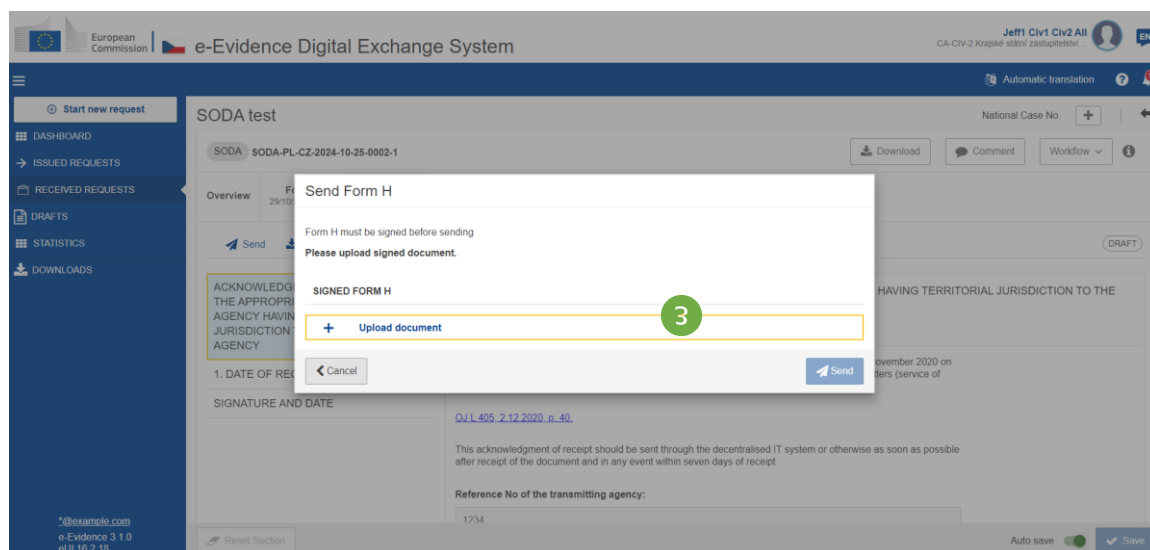 European
Commission
e-Evidence Digital Exchange System
Jeff1 Civ1 Civ2 All
CA-CIV-2 Krajské státní zastupitelství...
EN
Automatic translation
Start new request
DASHBOARD
ISSUED REQUESTS
RECEIVED REQUESTS
DRAFTS
STATISTICS
DOWNLOADS
*@example.com
e-Evidence 3.1.0
eUI 16.2.18
SODA test
National Case No.
SODA SODA-PL-CZ-2024-10-25-0002-1
Download
Comment
Workflow
Overview
Fo
29/10/
Send
DRAFT
ACKNOWLEDG
THE APPROPRI
AGENCY HAVIN
JURISDICTION T
AGENCY
1. DATE OF REC
SIGNATURE AND DATE
Send Form H
Form H must be signed before sending
Please upload signed document.
SIGNED FORM H
Upload document
3
Cancel
Send
HAVING TERRITORIAL JURISDICTION TO THE
ovember 2020 on
tters (service of
OJ L 405, 2.12.2020, p. 40.
This acknowledgment of receipt should be sent through the decentralised IT system or otherwise as soon as possible
after receipt of the document and in any event within seven days of receipt
Reference No of the transmitting agency:
1234
Reset Section
Auto save
Save